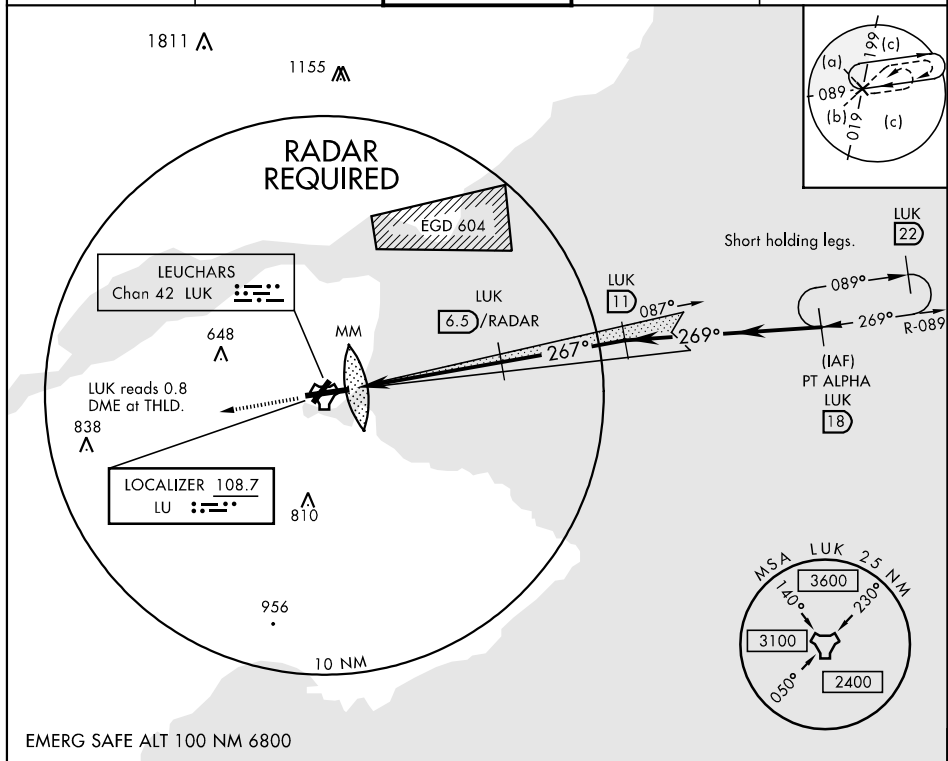 1811
1155
RADAR
REQUIRED
199
(c)
(a)
089
(b)
019
(c)
EGD 604
LUK
22
Short holding legs.
LEUCHARS
Chan 42 LUK
LUK
11
087°
089°
LUK
6.5 /RADAR
269°
R-089
648
MM
267°
269°
(IAF)
PT ALPHA
LUK
18
LUK reads 0.8
DME at THLD.
838
LOCALIZER 108.7
LU
810
MSA LUK 25 NM
3600
140°
230°
3100
050°
2400
956
10 NM
EMERG SAFE ALT 100 NM 6800